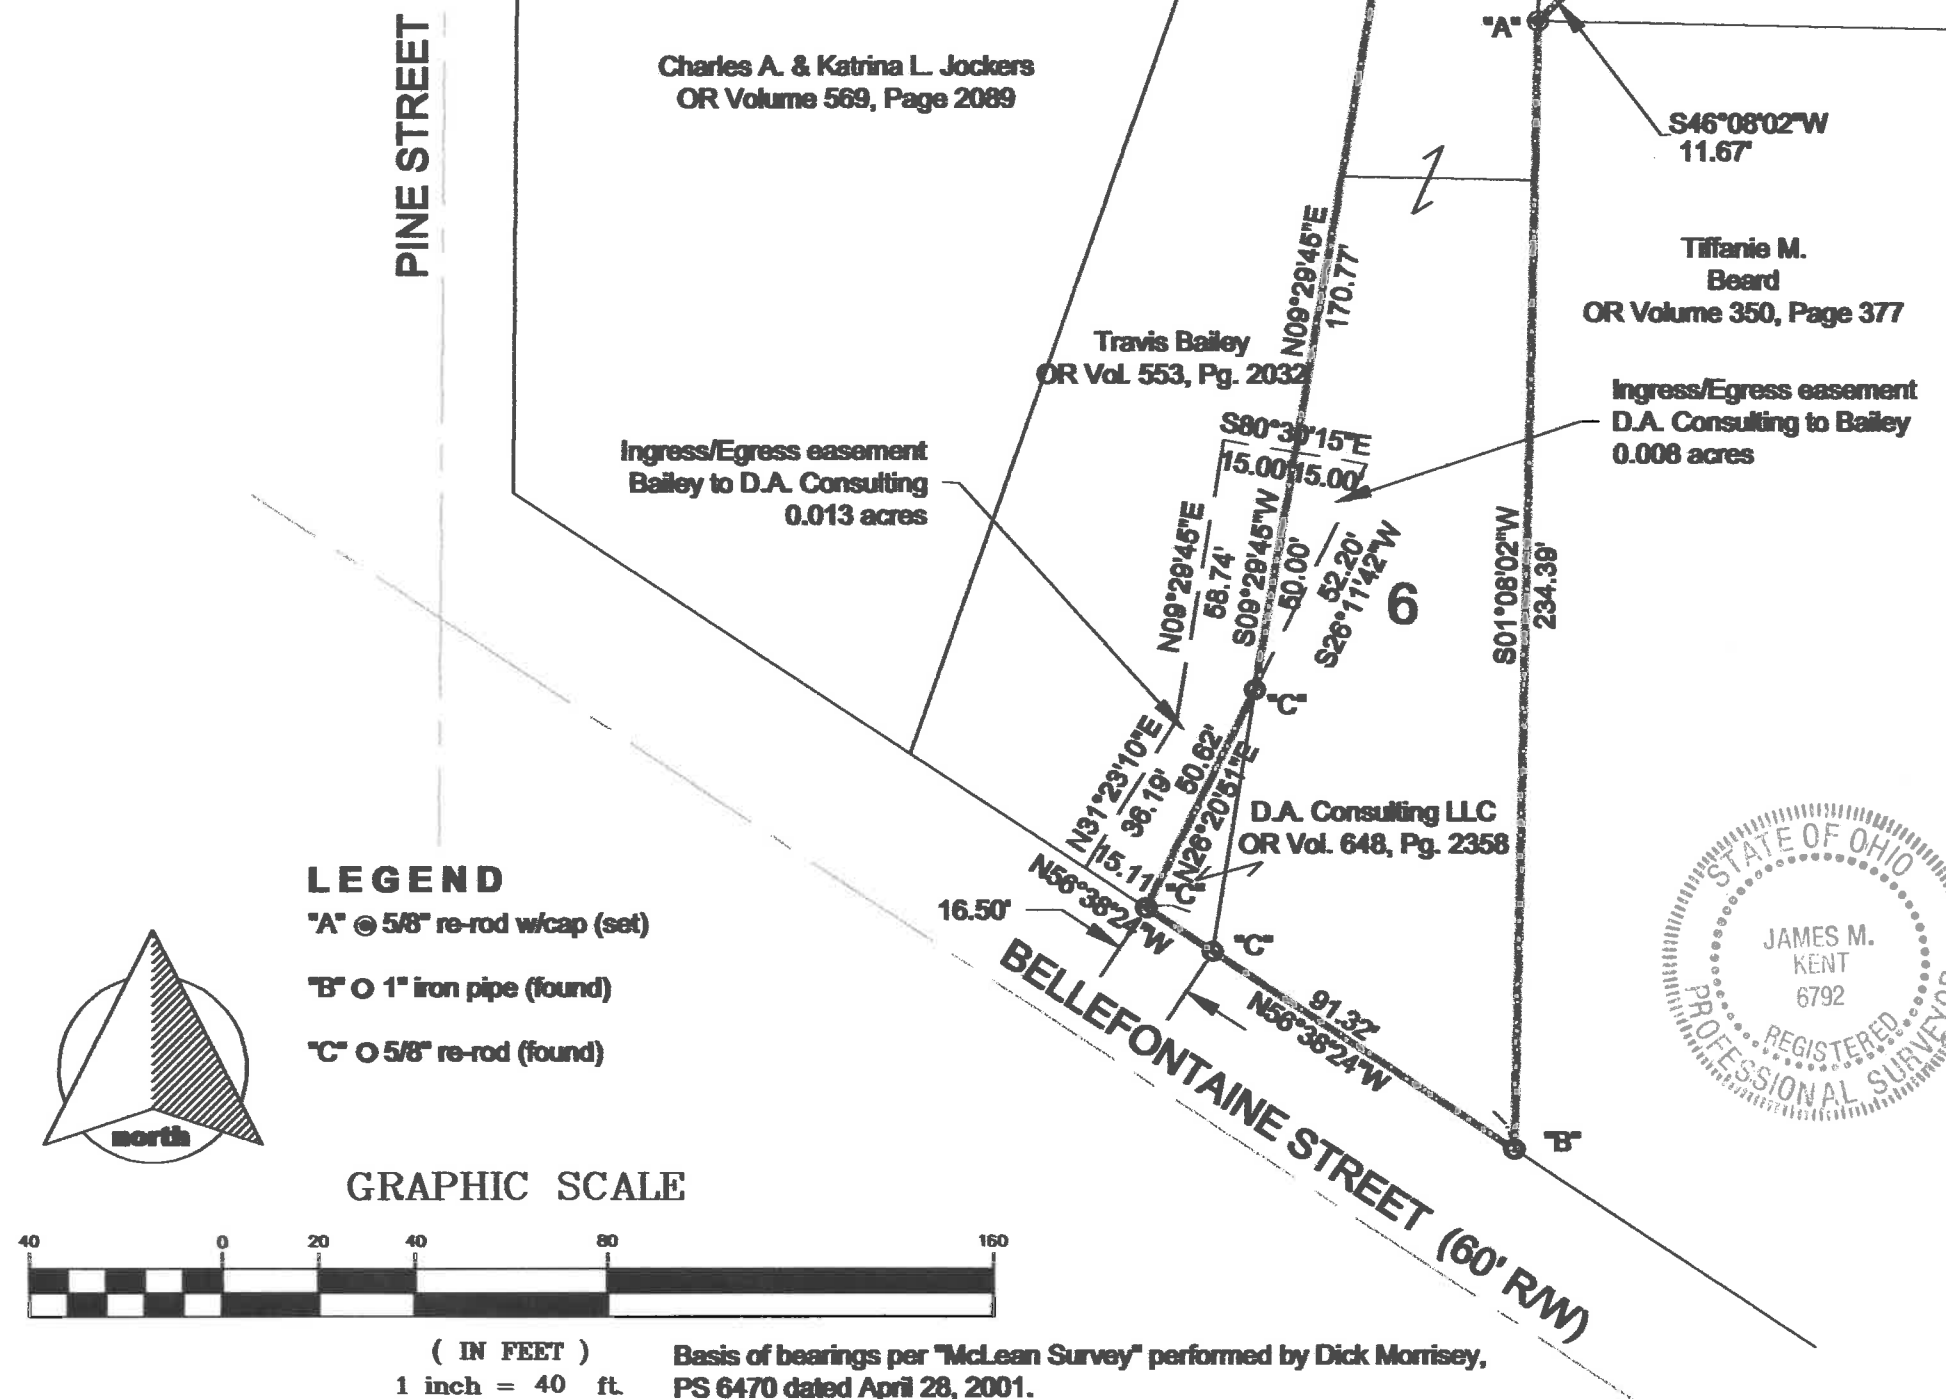 PINE STREET
Charles A. & Katrina L. Jockers
OR Volume 569, Page 2089
"A"
S46°08'02"W
11.67'
N09°29'45"E
170.77'
Tiffanie M.
Beard
OR Volume 350, Page 377
Travis Bailey
OR Vol. 553, Pg. 2032
Ingress/Egress easement
D.A. Consulting to Bailey
0.008 acres
S80°30'15"E
15.00'
15.00'
Ingress/Egress easement
Bailey to D.A. Consulting
0.013 acres
N09°29'45"E
58.74'
S09°29'45"W
50.00'
52.20'
S26°11'42"W
6
S01°08'02"W
234.39'
"C"
N31°23'10"E
36.19'
50.62'
N26°20'51"E
D.A. Consulting LLC
OR Vol. 648, Pg. 2358
15.11'
"C"
N56°38'24"W
16.50'
"C"
91.32'
N56°38'24"W
"B"
BELLEFONTAINE STREET (60' R/W)
STATE OF OHIO
JAMES M.
KENT
6792
REGISTERED
PROFESSIONAL SURVEYOR
LEGEND
"A" 5/8" re-rod w/cap (set)
"B" 1" iron pipe (found)
"C" 5/8" re-rod (found)
north
GRAPHIC SCALE
40 0 20 40 80 160
( IN FEET )
1 inch = 40 ft.
Basis of bearings per "McLean Survey" performed by Dick Morrisey,
PS 6470 dated April 28, 2001.